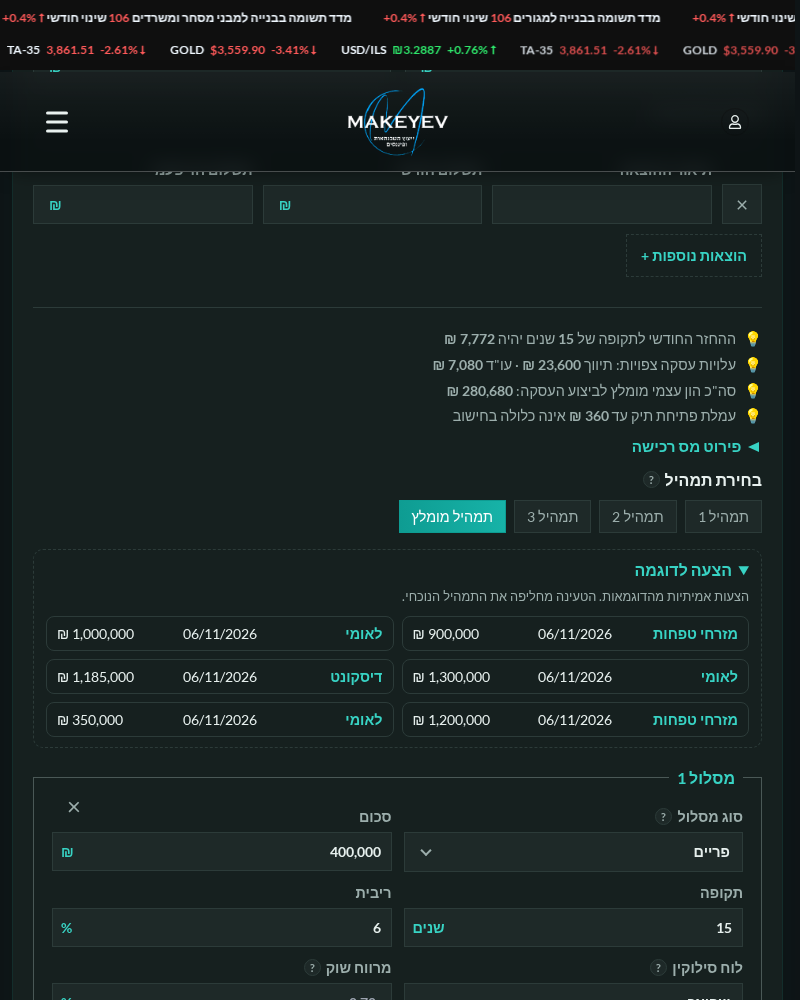 שינוי חודשי ↑ +0.4% מדד תשומה בבנייה למגורים 106 שינוי חודשי ↑ +0.4% מדד תשומה בבנייה למבני מסחר ומשרדים 106 שינוי חודשי ↑ +0.4%
TA-35 3,861.51 -2.61%↓ GOLD $3,559.90 -3.41%↓ USD/ILS ₪3.2887 +0.76%↑ TA-35 3,861.51 -2.61%↓ GOLD $3,559.90 -3
MAKEYEV
ייעוץ משכנתאות
ופיננסים
₪ ₪ ×
הוצאות נוספות +
💡 ההחזר החודשי לתקופה של 15 שנים יהיה 7,772 ₪
💡 עלויות עסקה צפויות: תיווך 23,600 ₪ · עו"ד 7,080 ₪
💡 סה"כ הון עצמי מומלץ לביצוע העסקה: 280,680 ₪
💡 עמלת פתיחת תיק עד 360 ₪ אינה כלולה בחישוב
◀ פירוט מס רכישה
בחירת תמהיל ?
תמהיל 1 תמהיל 2 תמהיל 3 תמהיל מומלץ
▼ הצעה לדוגמה
הצעות אמיתיות מהדוגמאות. הטעינה מחליפה את התמהיל הנוכחי.
מזרחי טפחות 06/11/2026 900,000 ₪ לאומי 06/11/2026 1,000,000 ₪
לאומי 06/11/2026 1,300,000 ₪ דיסקונט 06/11/2026 1,185,000 ₪
מזרחי טפחות 06/11/2026 1,200,000 ₪ לאומי 06/11/2026 350,000 ₪
מסלול 1
×
סוג מסלול ? סכום
פריים 400,000 ₪
תקופה ריבית
15 שנים 6 %
לוח סילוקין ? מרווח שוק ?